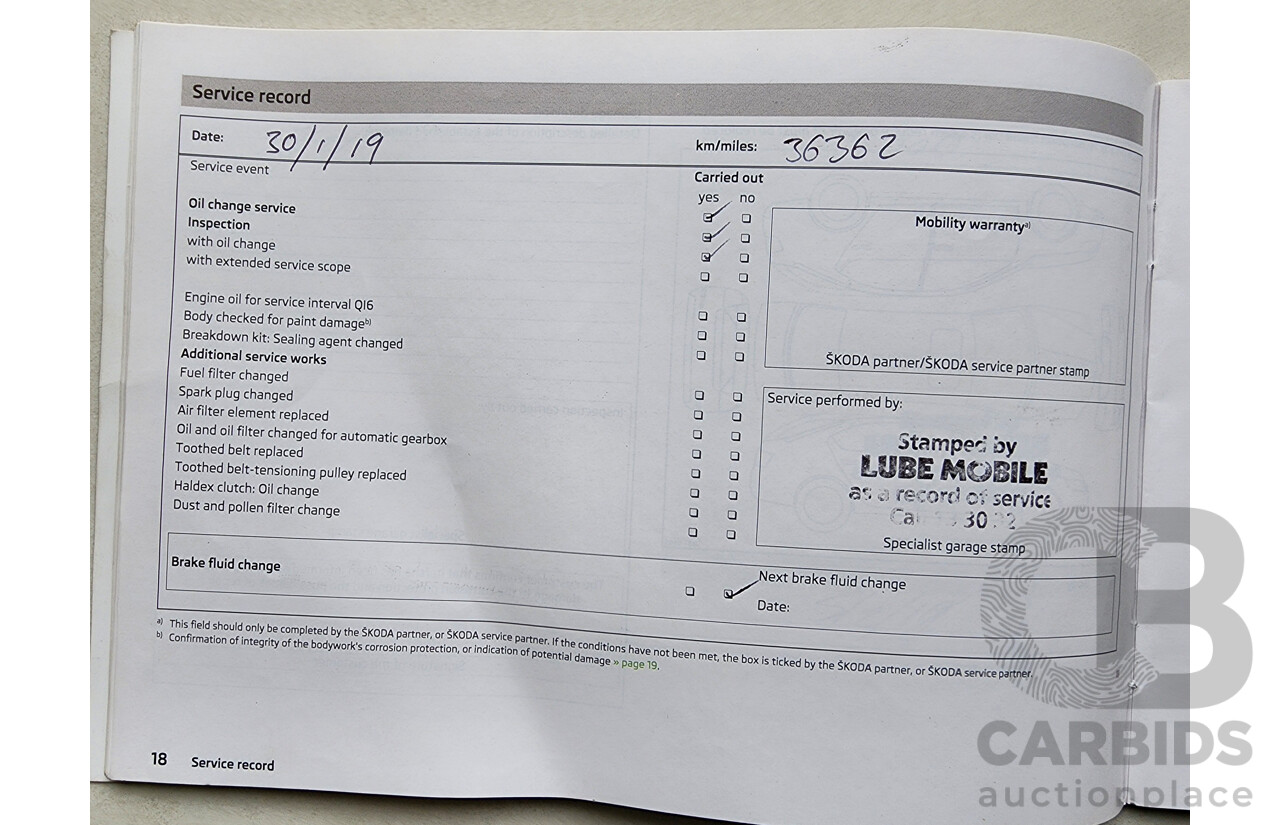 Service record
Date: 30/1/19 km/miles: 36362
Service event Carried out
yes no
Oil change service
Inspection
with oil change
with extended service scope
Engine oil for service interval QI6
Body checked for paint damage b)
Breakdown kit: Sealing agent changed
Additional service works
Fuel filter changed
Spark plug changed
Air filter element replaced
Oil and oil filter changed for automatic gearbox
Toothed belt replaced
Toothed belt-tensioning pulley replaced
Haldex clutch: Oil change
Dust and pollen filter change
Mobility warranty a)
ŠKODA partner/ŠKODA service partner stamp
Service performed by:
Stamped by
LUBE MOBILE
as a record of service
Specialist garage stamp
Brake fluid change
Next brake fluid change
Date:
a) This field should only be completed by the ŠKODA partner, or ŠKODA service partner. If the conditions have not been met, the box is ticked by the ŠKODA partner, or ŠKODA service partner.
b) Confirmation of integrity of the bodywork's corrosion protection, or indication of potential damage » page 19.
18 Service record
CARBIDS
auctionplace